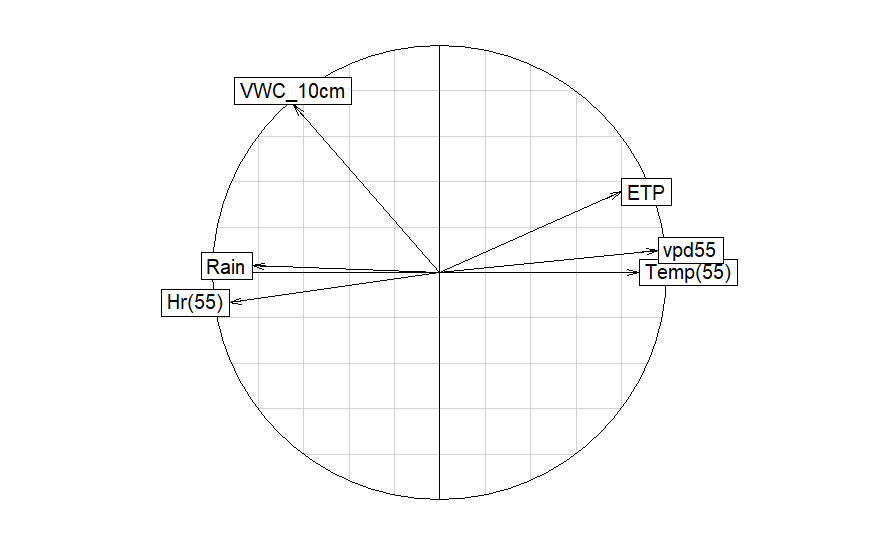 VWC_10cm
ETP
vpd55
Rain
Temp(55)
Hr(55)